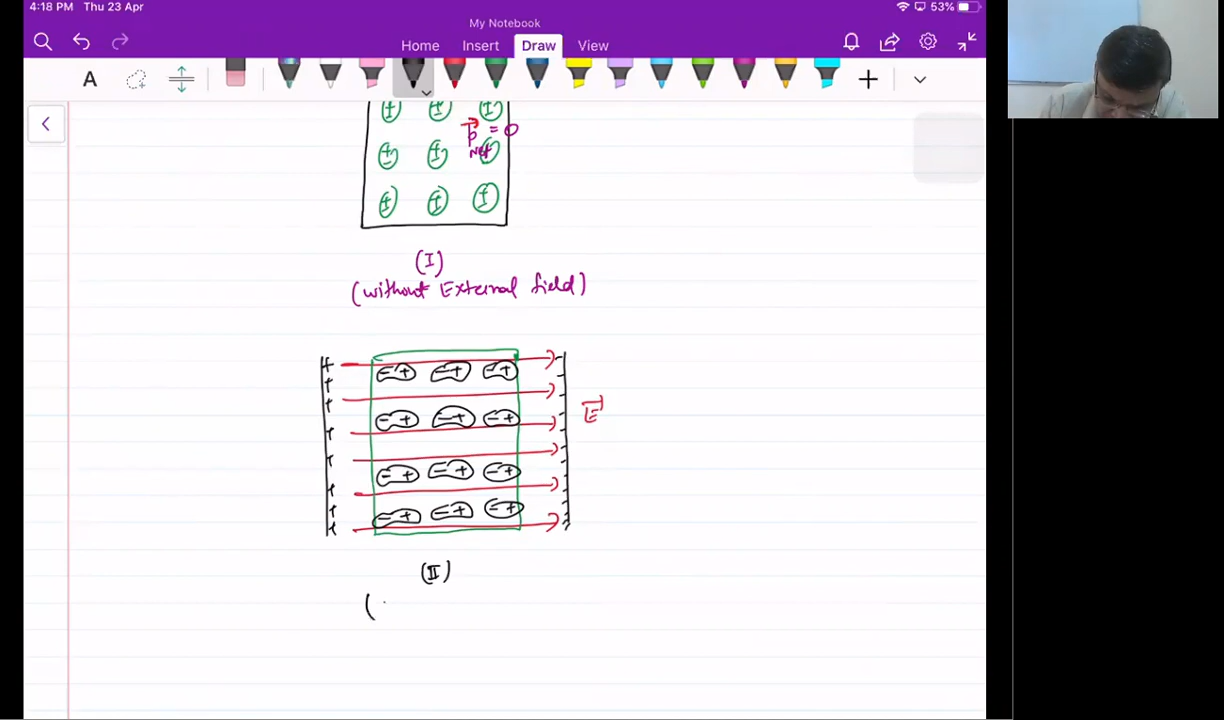 4:18 PM Thu 23 Apr
53%
My Notebook
Home Insert Draw View
A
± ± ±
p = 0
Net
± ± ±
± ± ±
(I)
(without External field)
+ - + - + - +
+
+
+ - + - + - +
E
+
+ - + - + - +
+
+ - + - + - +
+
(II)
(